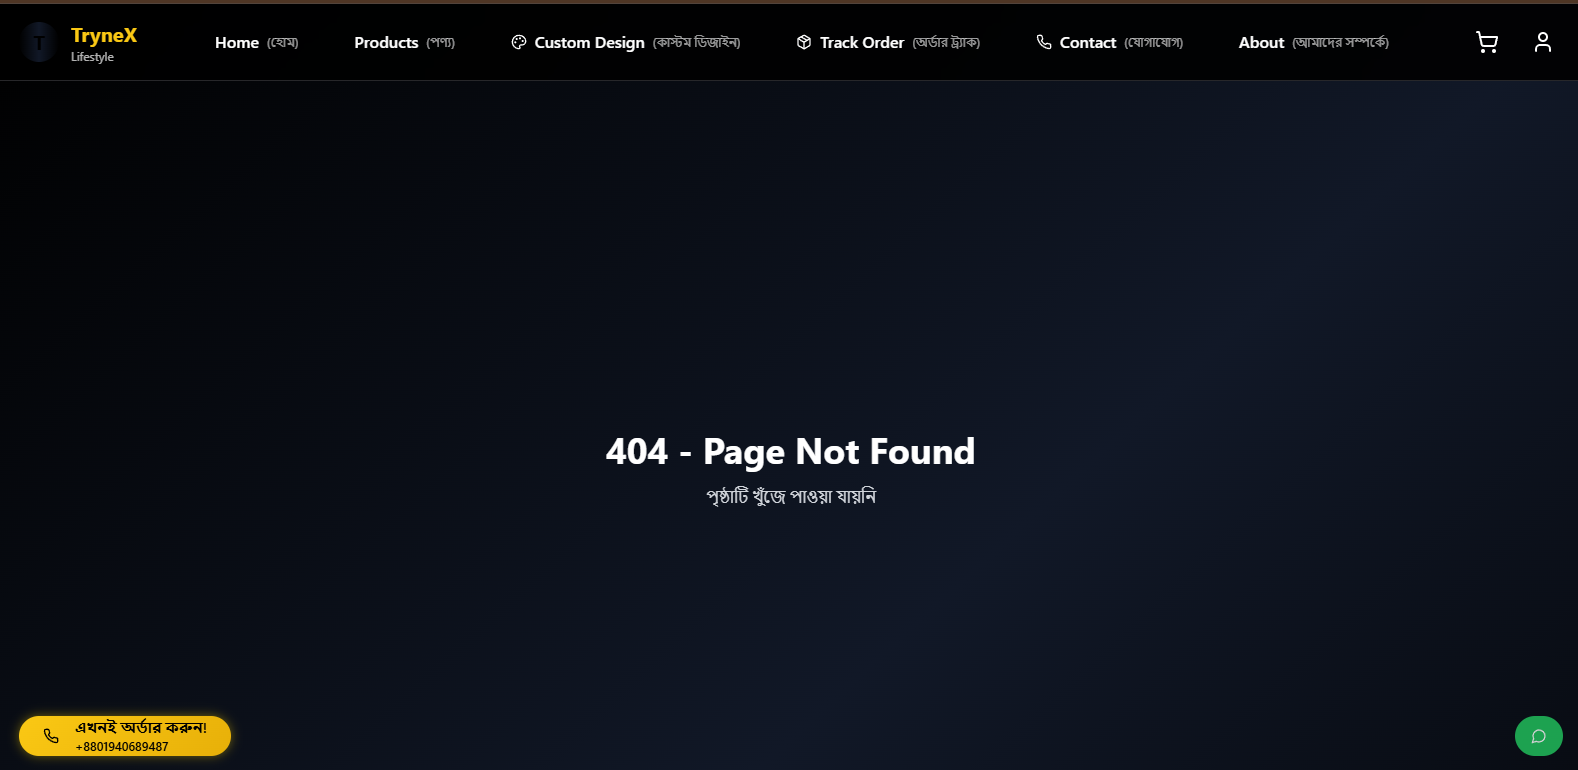 T
TryneX
Lifestyle
Home (হোম)
Products (পণ্য)
Custom Design (কাস্টম ডিজাইন)
Track Order (অর্ডার ট্র্যাক)
Contact (যোগাযোগ)
About (আমাদের সম্পর্কে)
404 - Page Not Found
পৃষ্ঠাটি খুঁজে পাওয়া যায়নি
এখনই অর্ডার করুন!
+8801940689487